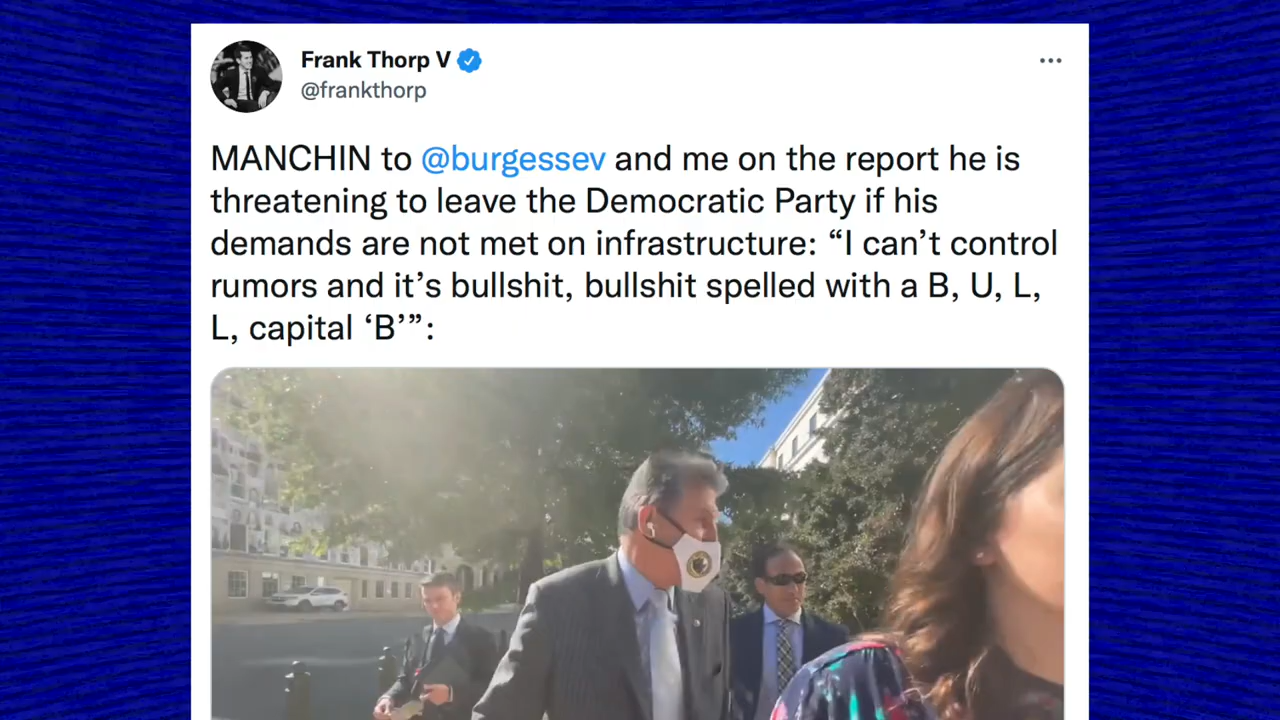 Frank Thorp V
@frankthorp
MANCHIN to @burgessev and me on the report he is
threatening to leave the Democratic Party if his
demands are not met on infrastructure: “I can’t control
rumors and it’s bullshit, bullshit spelled with a B, U, L,
L, capital ‘B’”: